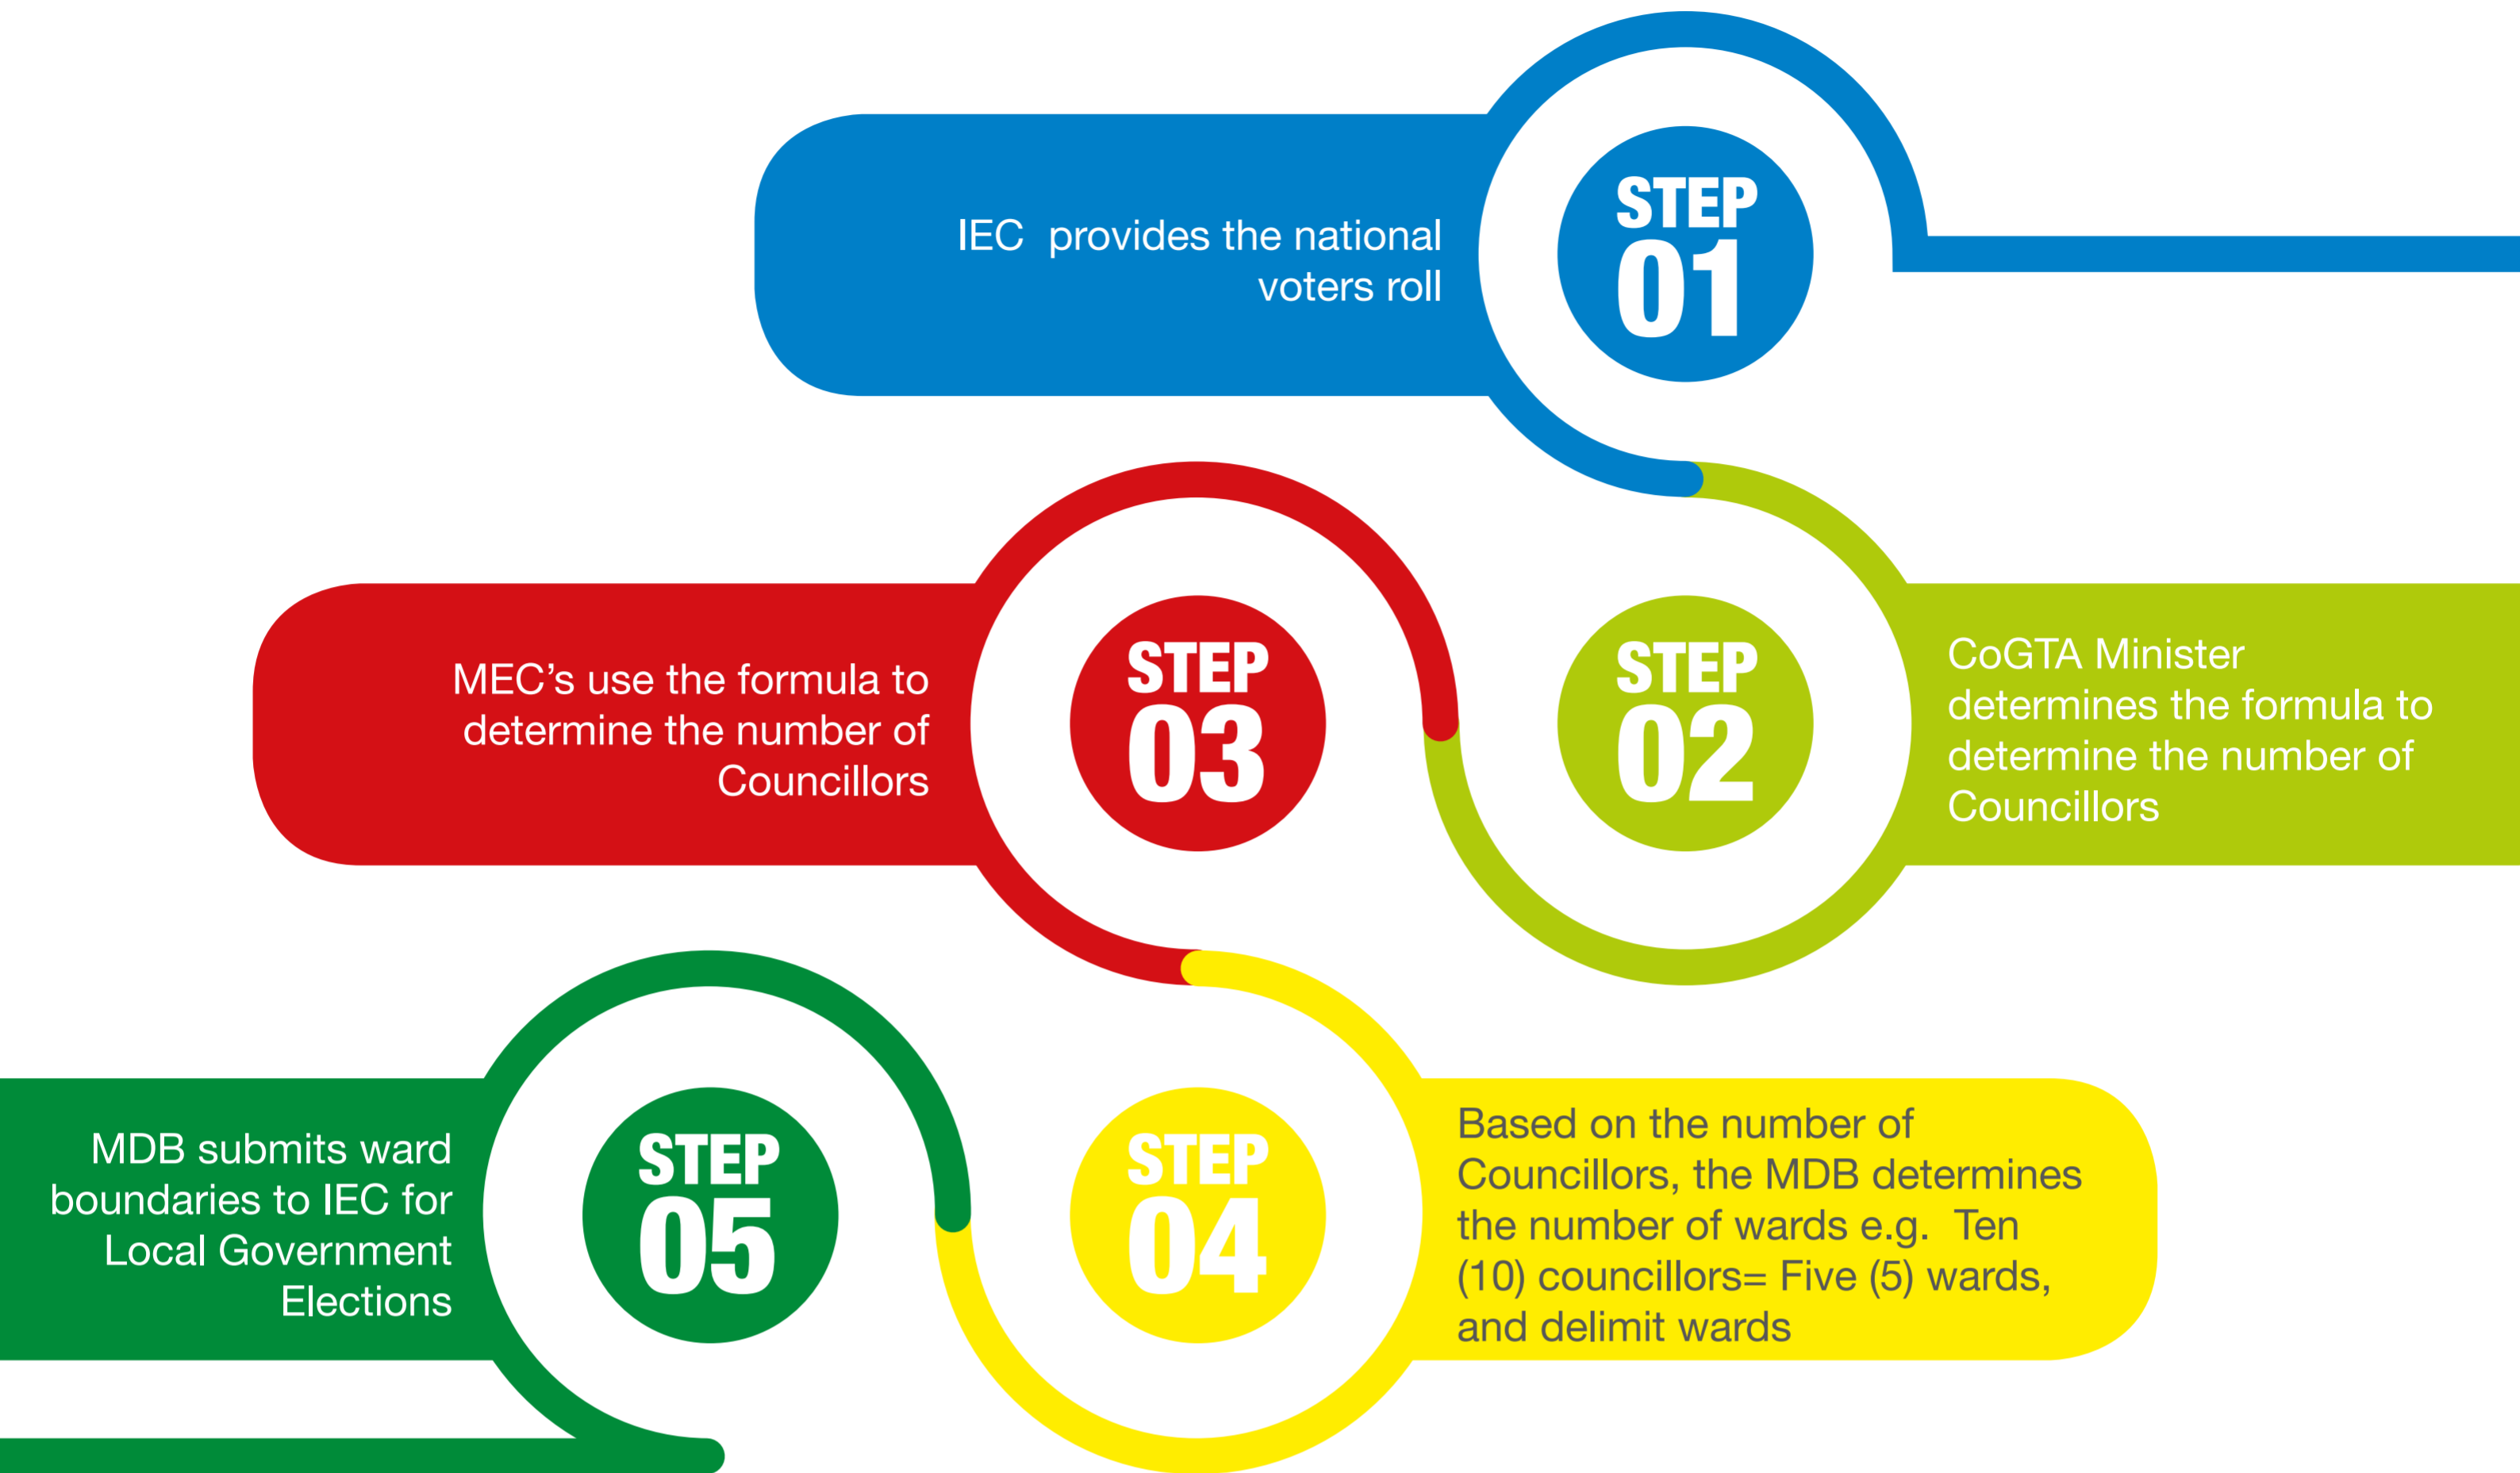 STEP
01
IEC  provides the national
voters roll
STEP
02
CoGTA Minister
determines the formula to
determine the number of
Councillors
STEP
03
MEC’s use the formula to
determine the number of
Councillors
STEP
04
Based on the number of
Councillors, the MDB determines
the number of wards e.g.  Ten
(10) councillors= Five (5) wards,
and delimit wards
STEP
05
MDB submits ward
boundaries to IEC for
Local Government
Elections